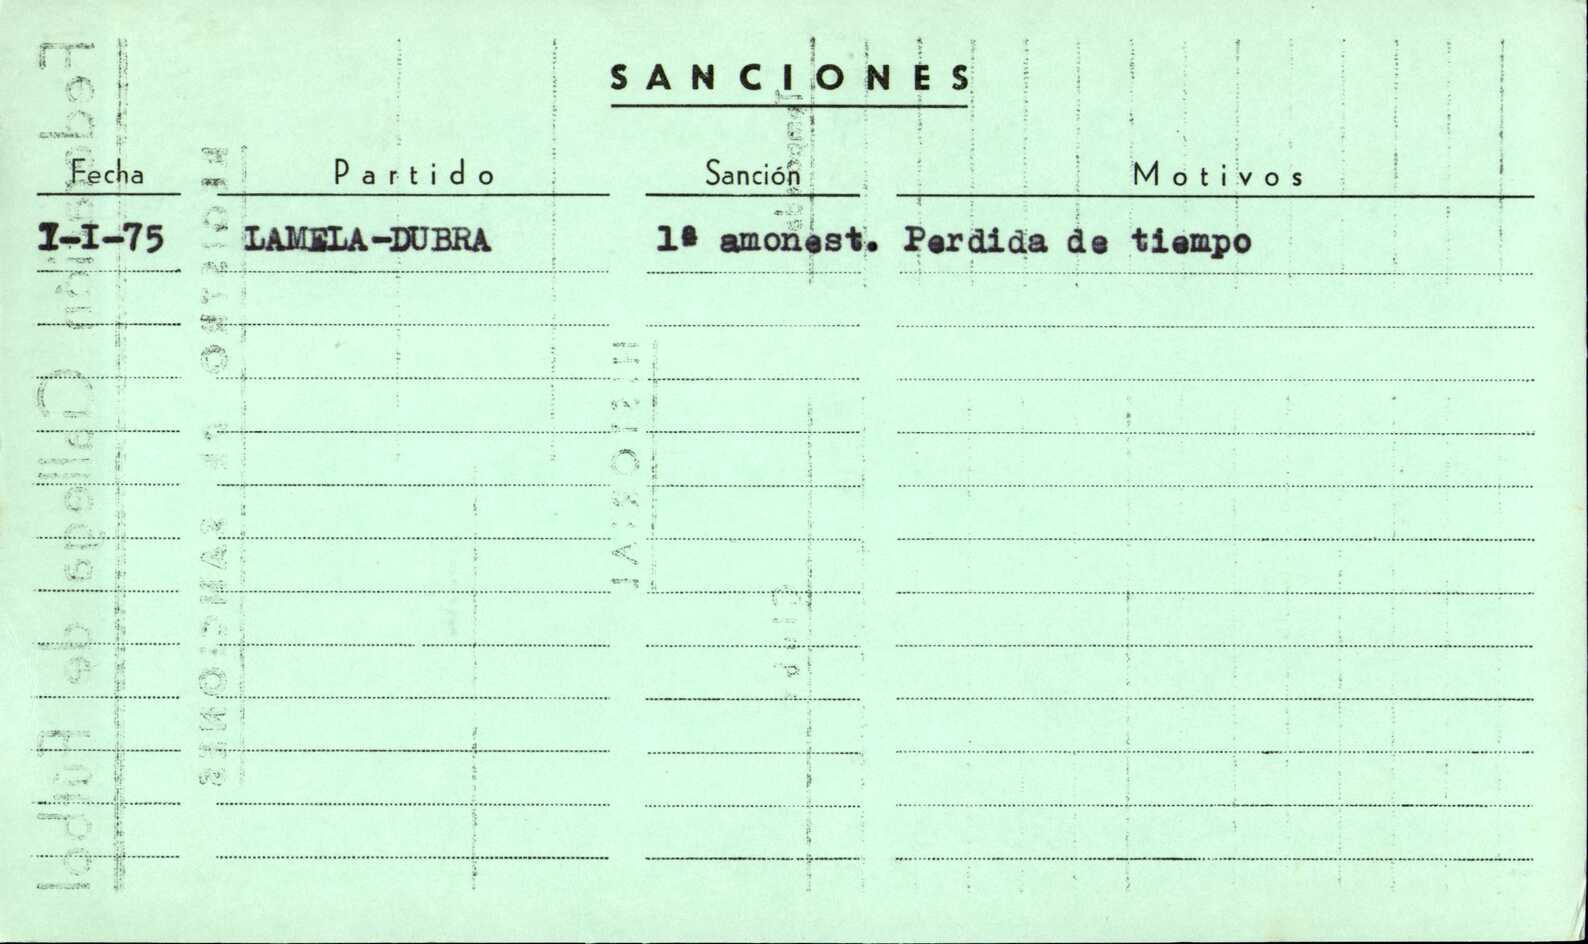 SANCIONES
Fecha Partido Sanción Motivos
-I-75 LAMELA-DUBRA 1ª amonest. Perdida de tiempo